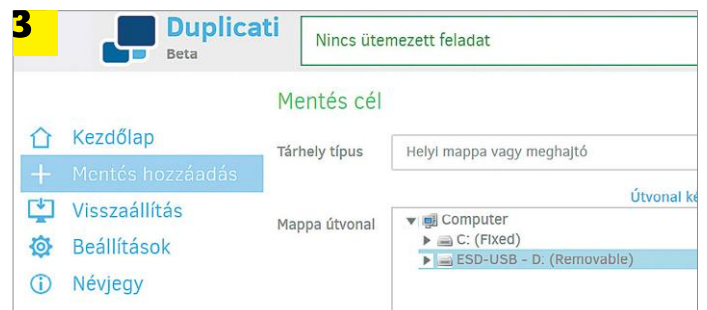 3
Duplicati
Beta
Nincs ütemezett feladat
Mentés cél
Kezdőlap
Mentés hozzáadás
Visszaállítás
Beállítások
Névjegy
Tárhely típus
Helyi mappa vagy meghajtó
Útvonal
Mappa útvonal
Computer
C: (Fixed)
ESD-USB - D: (Removable)